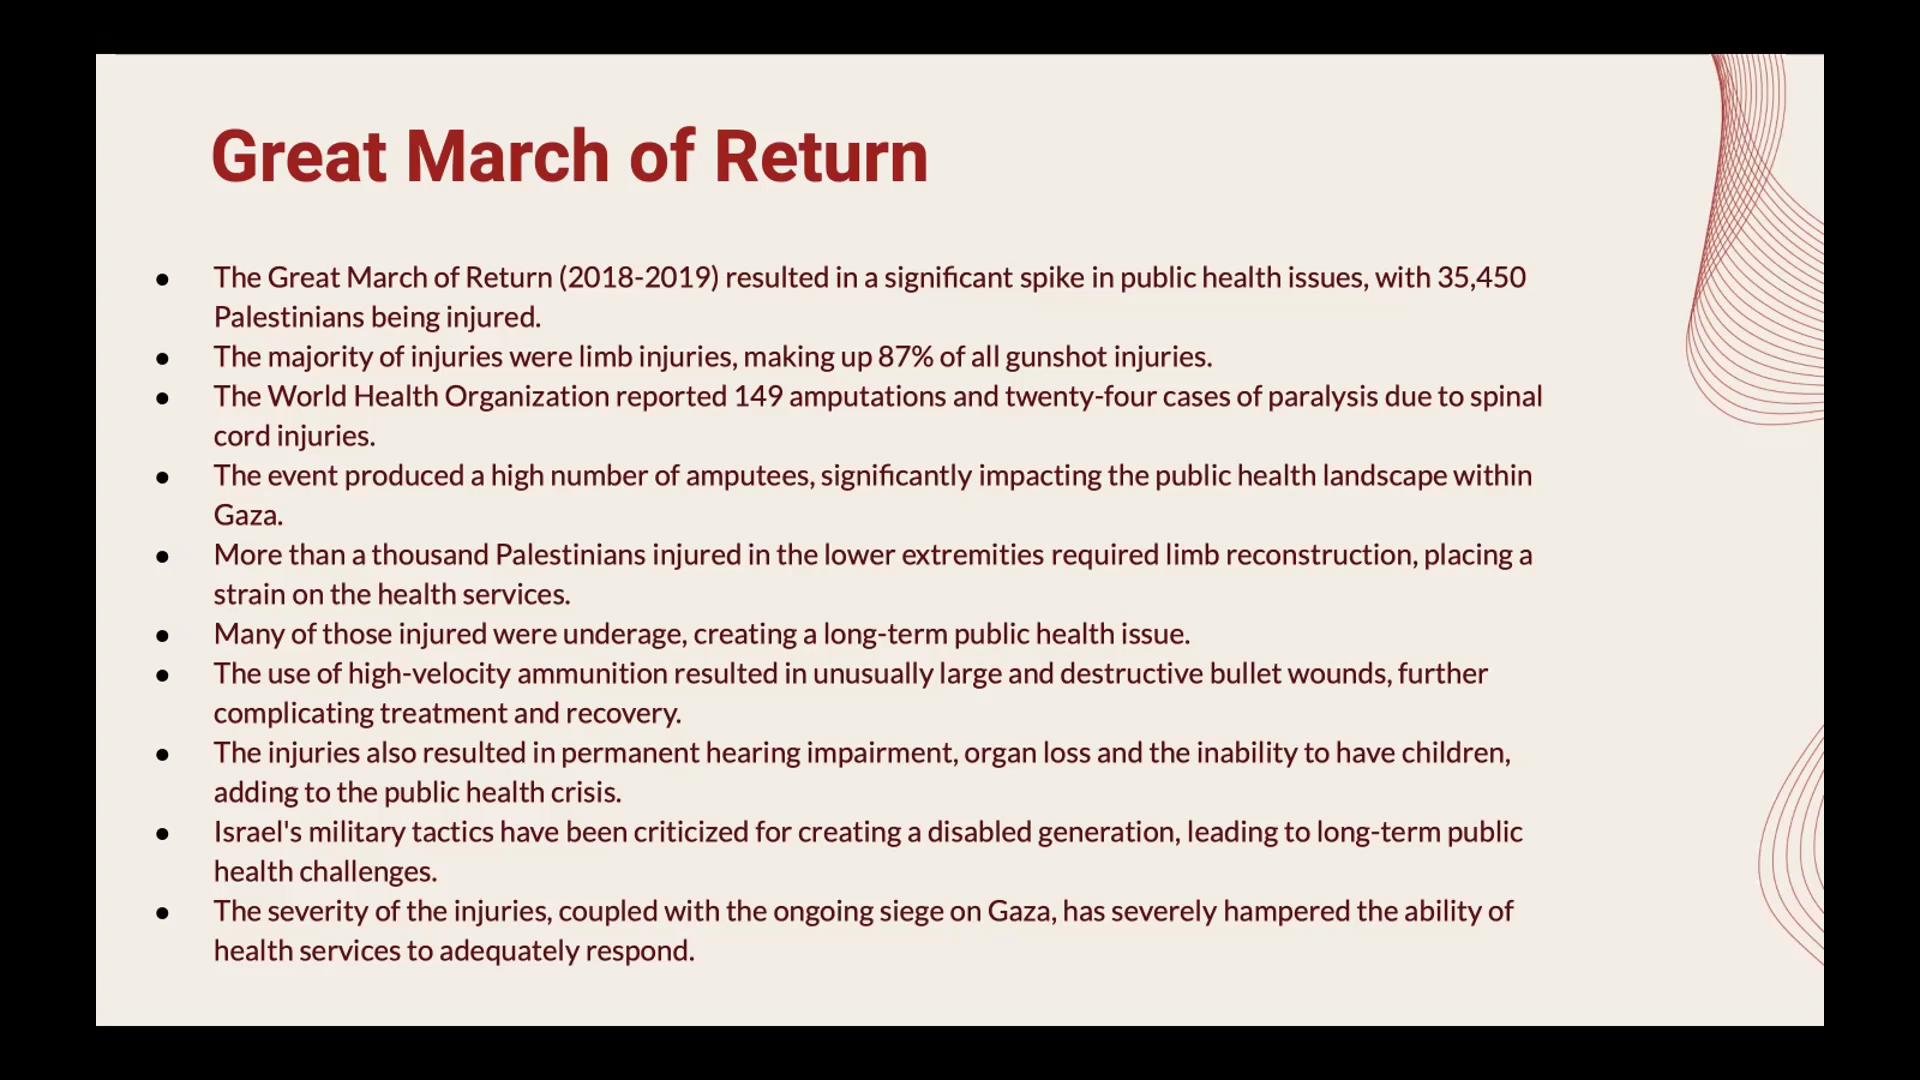 Great March of Return
● The Great March of Return (2018-2019) resulted in a significant spike in public health issues, with 35,450
Palestinians being injured.
● The majority of injuries were limb injuries, making up 87% of all gunshot injuries.
● The World Health Organization reported 149 amputations and twenty-four cases of paralysis due to spinal
cord injuries.
● The event produced a high number of amputees, significantly impacting the public health landscape within
Gaza.
● More than a thousand Palestinians injured in the lower extremities required limb reconstruction, placing a
strain on the health services.
● Many of those injured were underage, creating a long-term public health issue.
● The use of high-velocity ammunition resulted in unusually large and destructive bullet wounds, further
complicating treatment and recovery.
● The injuries also resulted in permanent hearing impairment, organ loss and the inability to have children,
adding to the public health crisis.
● Israel's military tactics have been criticized for creating a disabled generation, leading to long-term public
health challenges.
● The severity of the injuries, coupled with the ongoing siege on Gaza, has severely hampered the ability of
health services to adequately respond.